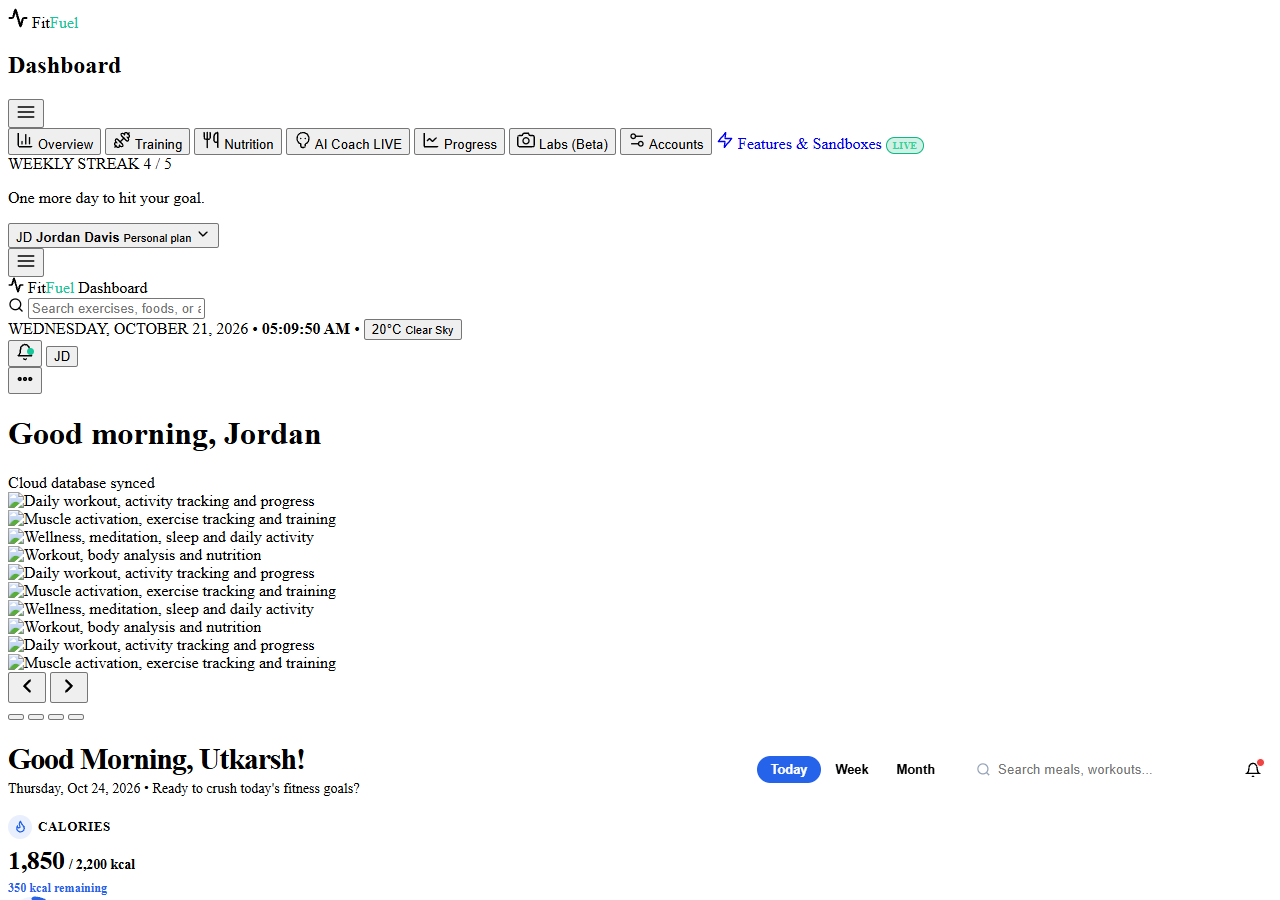 FitFuel
Dashboard
Overview Training Nutrition AI Coach LIVE Progress Labs (Beta) Accounts Features & Sandboxes LIVE
WEEKLY STREAK 4 / 5
One more day to hit your goal.
JD Jordan Davis Personal plan
FitFuel Dashboard
Search exercises, foods, or a
WEDNESDAY, OCTOBER 21, 2026 • 05:09:50 AM • 20°C Clear Sky
JD
Good morning, Jordan
Cloud database synced
Daily workout, activity tracking and progress
Muscle activation, exercise tracking and training
Wellness, meditation, sleep and daily activity
Workout, body analysis and nutrition
Daily workout, activity tracking and progress
Muscle activation, exercise tracking and training
Wellness, meditation, sleep and daily activity
Workout, body analysis and nutrition
Daily workout, activity tracking and progress
Muscle activation, exercise tracking and training
Good Morning, Utkarsh!
Today Week Month Search meals, workouts...
Thursday, Oct 24, 2026 • Ready to crush today's fitness goals?
CALORIES
1,850 / 2,200 kcal
350 kcal remaining